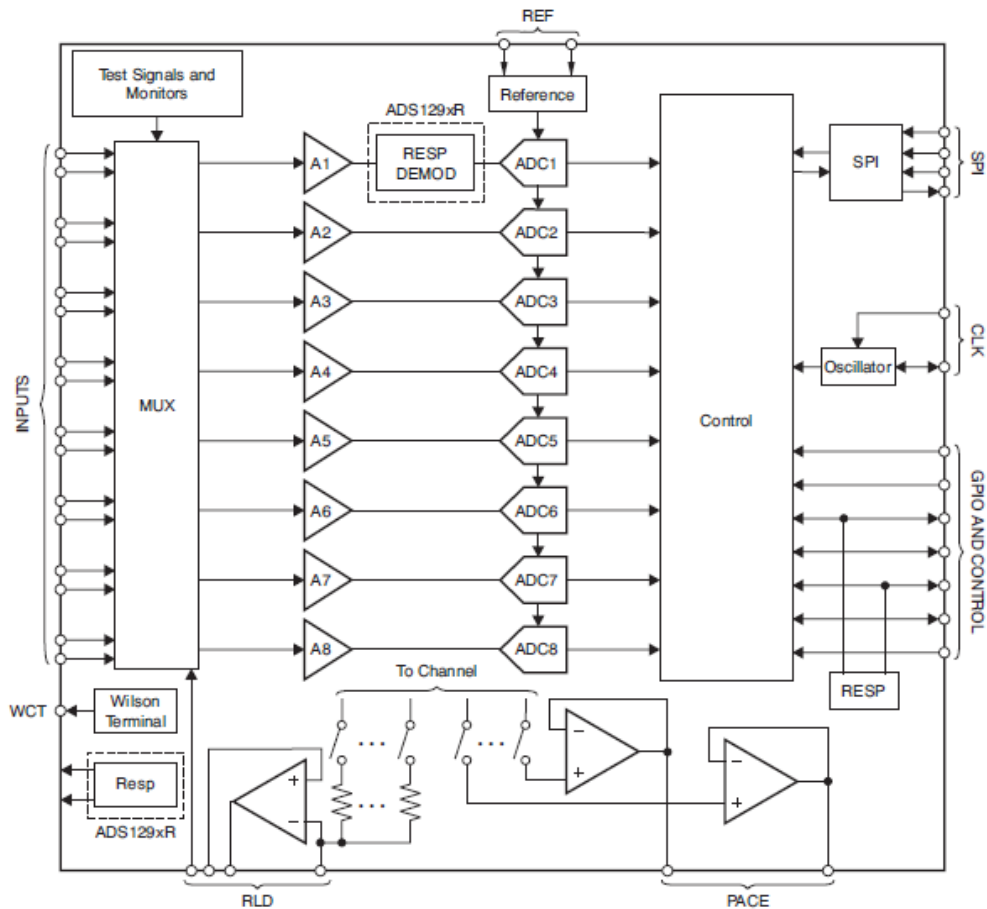 REF
Test Signals and
Monitors
Reference
ADS129xR
RESP
DEMOD
A1
ADC1
SPI
SPI
A2
ADC2
A3
ADC3
CLK
Oscillator
A4
ADC4
INPUTS
MUX
Control
A5
ADC5
A6
ADC6
GPIO AND CONTROL
A7
ADC7
A8
ADC8
To Channel
RESP
WCT
Wilson
Terminal
Resp
ADS129xR
+
−
−
+
−
+
RLD
PACE